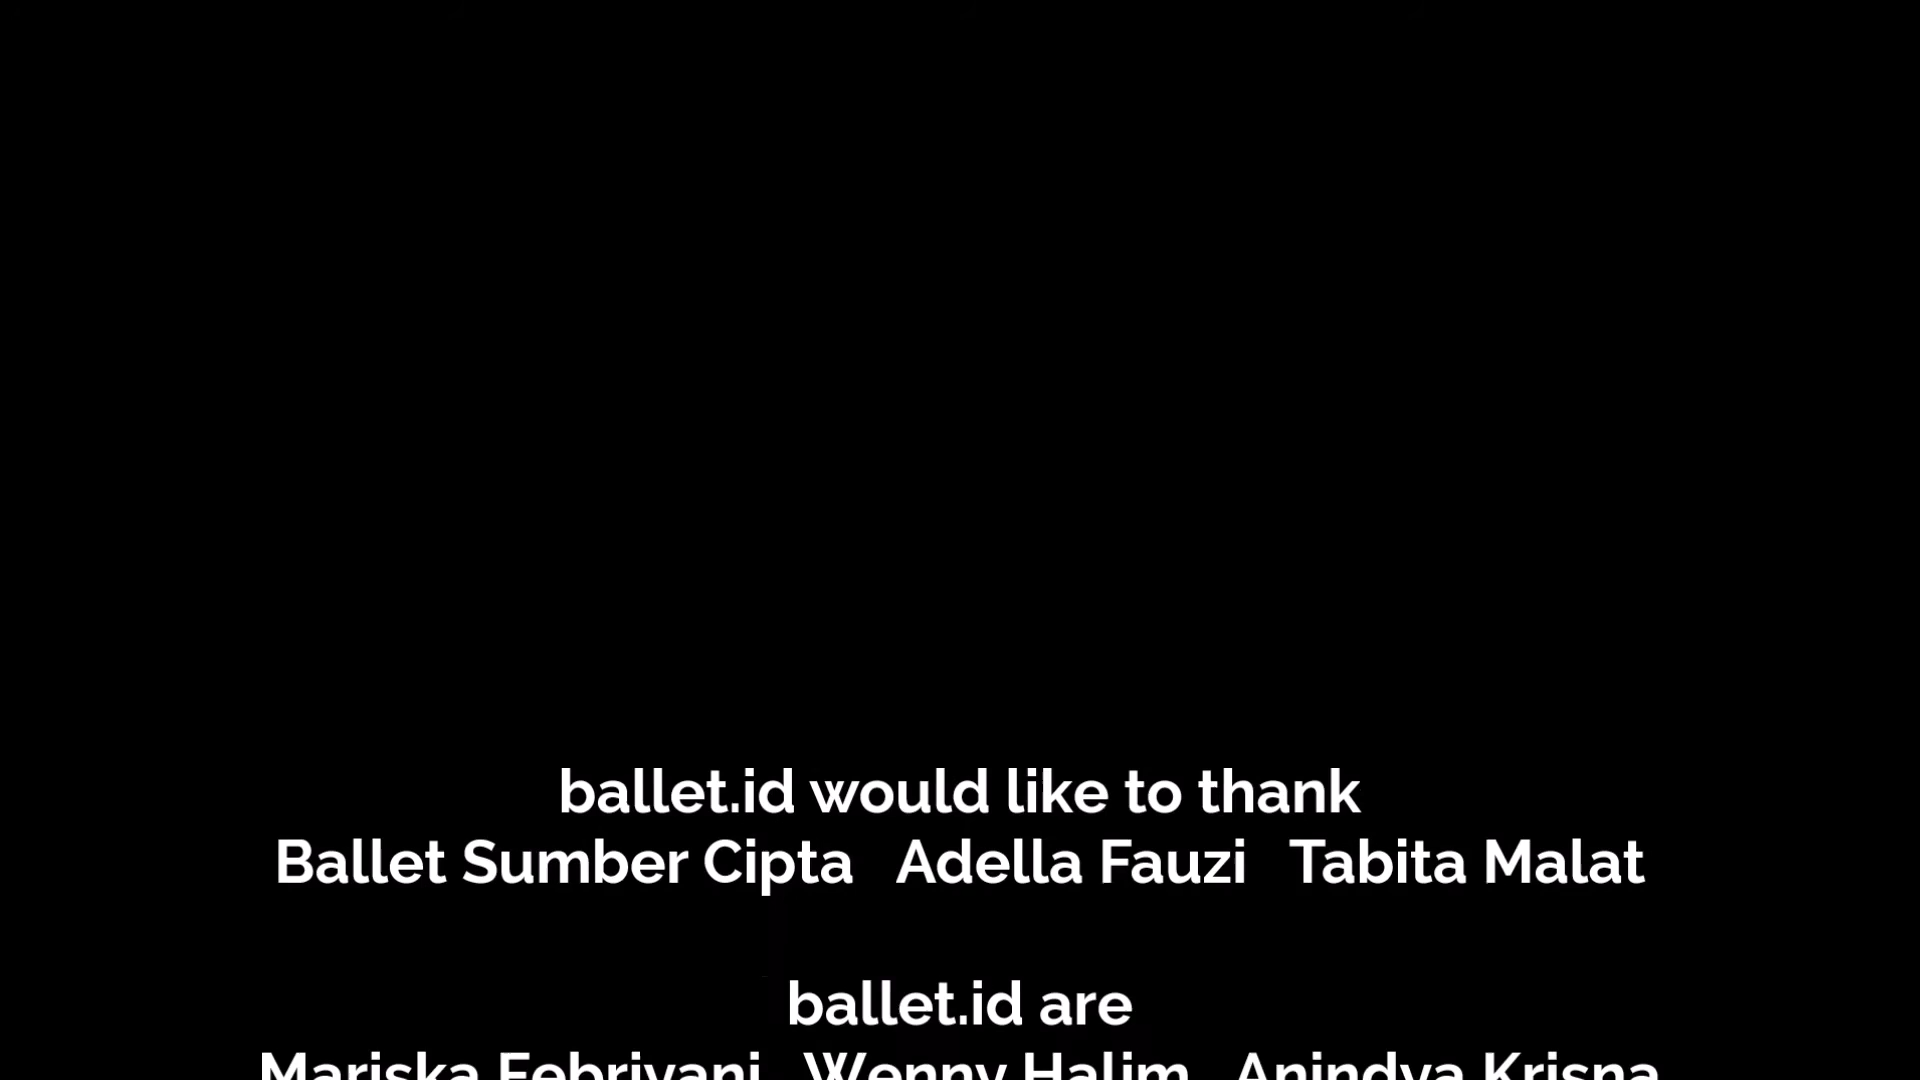 ballet.id would like to thank
Ballet Sumber Cipta Adella Fauzi Tabita Malat
ballet.id are
Mariska Febriyani Wenny Halim Anindya Krisna